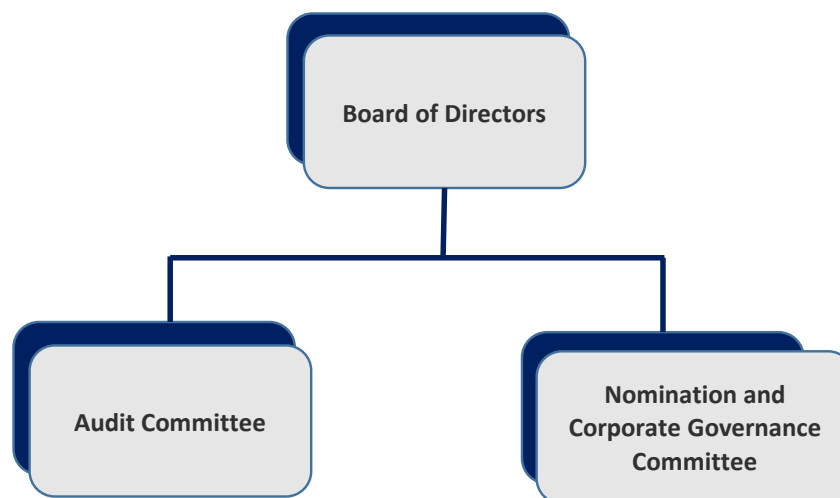 Board of Directors
Audit Committee
Nomination and
Corporate Governance
Committee